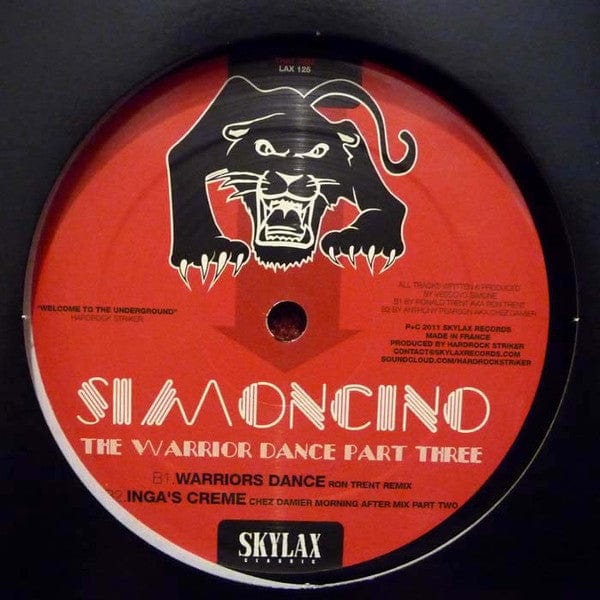 LAX 125
ALL TRACKS WRITTEN & PRODUCED
BY VEECOYO SIMONE
B1 BY RONALD TRENT AKA RON TRENT
B2 BY ANTHONY PEARSON AKA CHEZ DAMIER
"WELCOME TO THE UNDERGROUND"
HARDROCK STRIKER
P+C 2011 SKYLAX RECORDS
MADE IN FRANCE
PRODUCED BY HARDROCK STRIKER
CONTACT@SKYLAXRECORDS.COM
SOUNDCLOUD.COM/HARDROCKSTRIKER
SIMONCINO
THE WARRIOR DANCE PART THREE
B1.WARRIORS DANCE RON TRENT REMIX
B2.INGA'S CREME CHEZ DAMIER MORNING AFTER MIX PART TWO
SKYLAX
CLASSIC